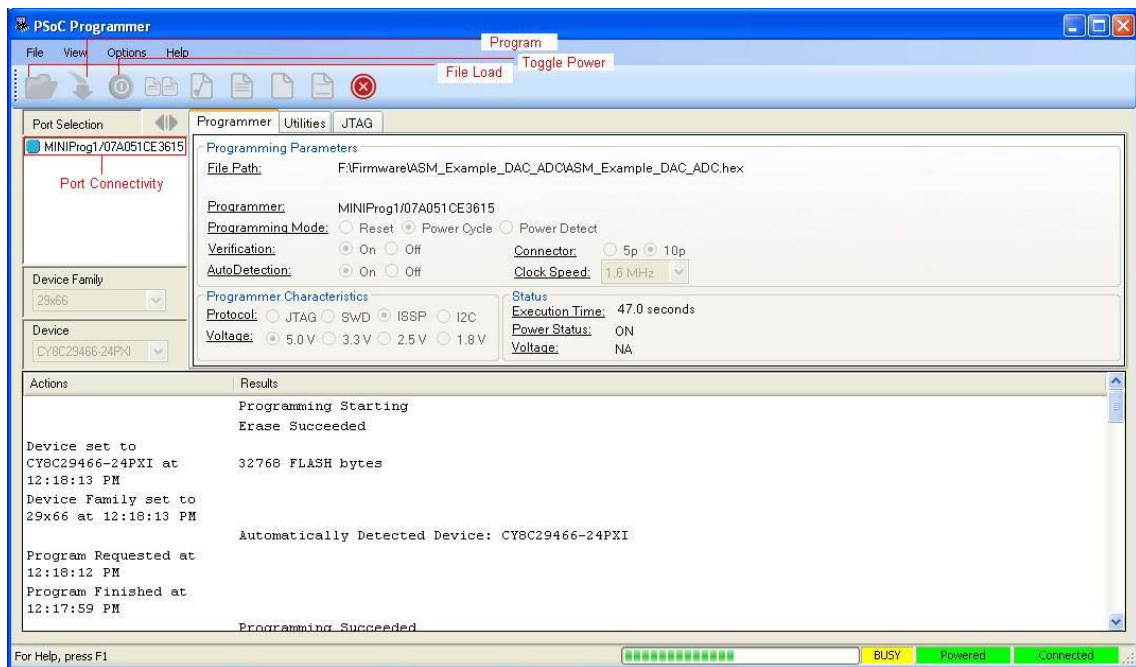 PSoC Programmer
File View Options Help
Program
Toggle Power
File Load
Port Selection
MINIProg1/07A051CE3615
Port Connectivity
Device Family
29x66
Device
CY8C29466-24PXI
Programmer Utilities JTAG
Programming Parameters
File Path: F:\Firmware\ASM_Example_DAC_ADC\ASM_Example_DAC_ADC.hex
Programmer: MINIProg1/07A051CE3615
Programming Mode: Reset Power Cycle Power Detect
Verification: On Off Connector: 5p 10p
AutoDetection: On Off Clock Speed: 1.6 MHz
Programmer Characteristics
Protocol: JTAG SWD ISSP I2C
Voltage: 5.0 V 3.3 V 2.5 V 1.8 V
Status
Execution Time: 47.0 seconds
Power Status: ON
Voltage: NA
Actions Results
Programming Starting
Erase Succeeded
Device set to
CY8C29466-24PXI at 32768 FLASH bytes
12:18:13 PM
Device Family set to
29x66 at 12:18:13 PM
Automatically Detected Device: CY8C29466-24PXI
Program Requested at
12:18:12 PM
Program Finished at
12:17:59 PM
Programming Succeeded
For Help, press F1 BUSY Powered Connected